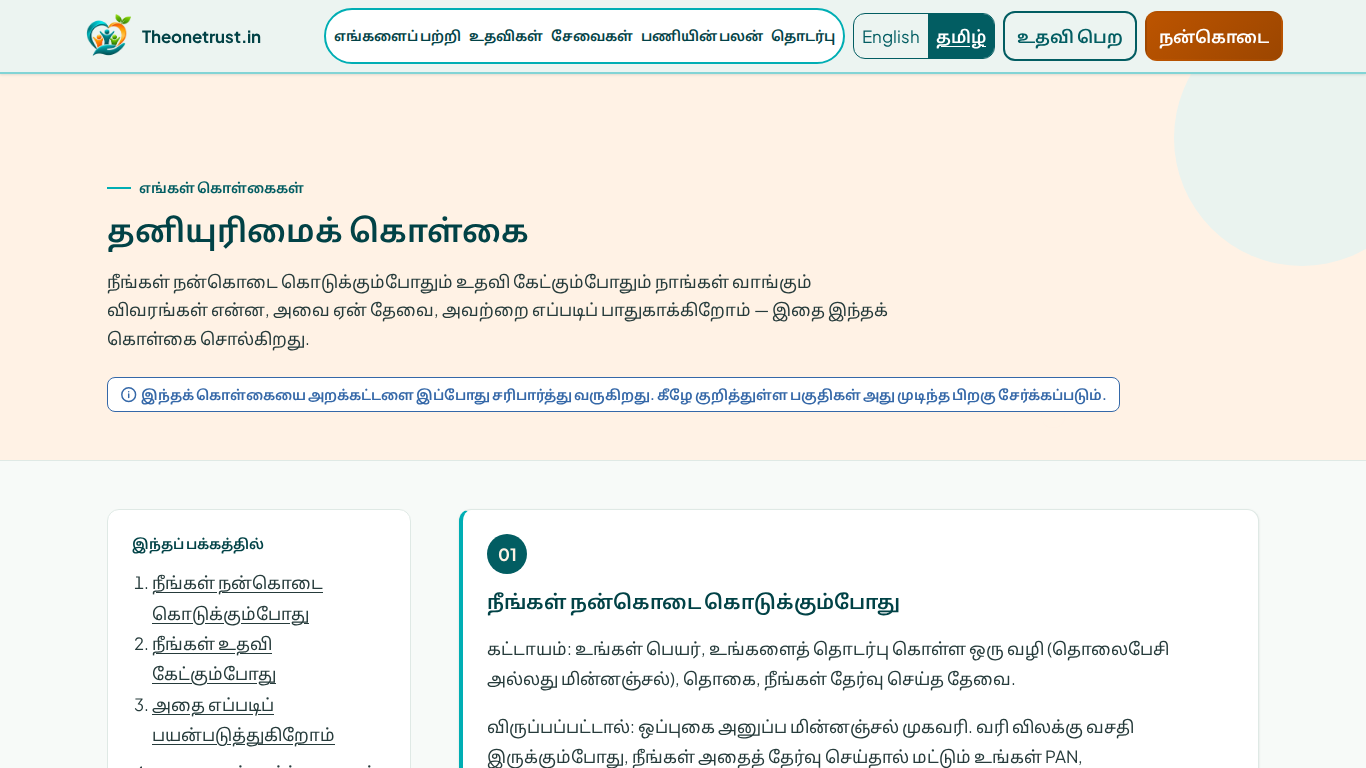 Theonetrust.in
எங்களைப்பற்றி உதவிகள் சேவைகள் பணியின் பலன் தொடர்பு
English தமிழ்
உதவி பெற
நன்கொடை
எங்கள் கொள்கைகள்
தனியுரிமைக் கொள்கை
நீங்கள் நன்கொடை கொடுக்கும்போதும் உதவி கேட்கும்போதும் நாங்கள் வாங்கும்
விவரங்கள் என்ன, அவை ஏன் தேவை, அவற்றை எப்படிப் பாதுகாக்கிறோம் — இதை இந்தக்
கொள்கை சொல்கிறது.
இந்தக் கொள்கையை அறக்கட்டளை இப்போது சரிபார்த்து வருகிறது. கீழே குறித்துள்ள பகுதிகள் அது முடிந்த பிறகு சேர்க்கப்படும்.
இந்தப் பக்கத்தில்
1. நீங்கள் நன்கொடை
கொடுக்கும்போது
2. நீங்கள் உதவி
கேட்கும்போது
3. அதை எப்படிப்
பயன்படுத்துகிறோம்
01
நீங்கள் நன்கொடை கொடுக்கும்போது
கட்டாயம்: உங்கள் பெயர், உங்களைத் தொடர்பு கொள்ள ஒரு வழி (தொலைபேசி
அல்லது மின்னஞ்சல்), தொகை, நீங்கள் தேர்வு செய்த தேவை.
விருப்பப்பட்டால்: ஒப்புகை அனுப்ப மின்னஞ்சல் முகவரி. வரி விலக்கு வசதி
இருக்கும்போது, நீங்கள் அதைத் தேர்வு செய்தால் மட்டும் உங்கள் PAN,